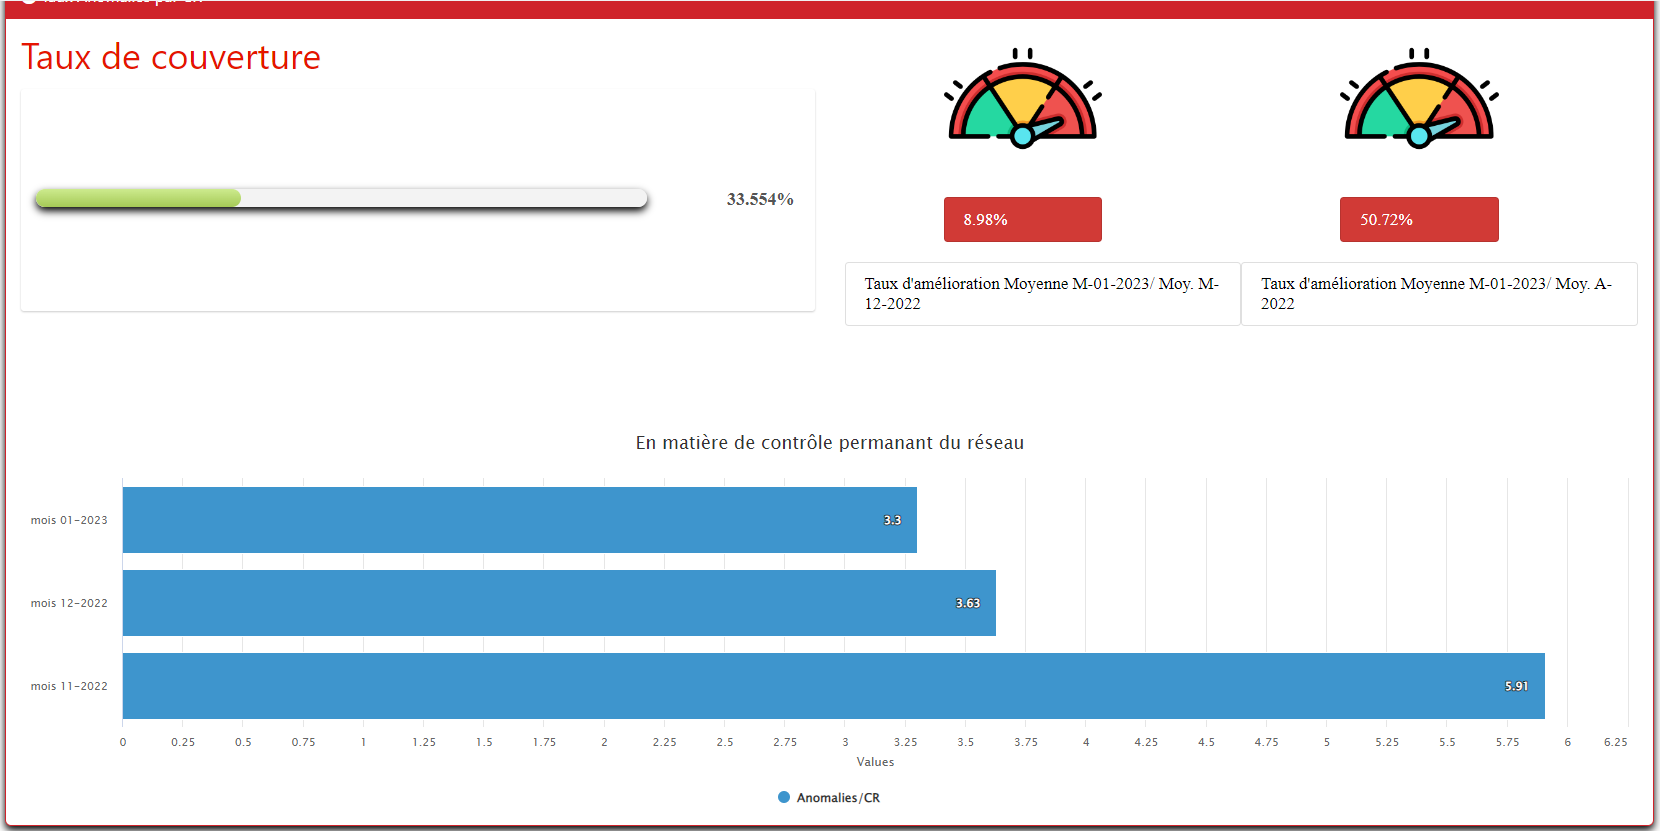 Taux de couverture
33.554%
8.98%
50.72%
Taux d'amélioration Moyenne M-01-2023/ Moy. M-
12-2022
Taux d'amélioration Moyenne M-01-2023/ Moy. A-
2022
En matière de contrôle permanant du réseau
mois 01-2023
3.3
mois 12-2022
3.63
mois 11-2022
5.91
0 0.25 0.5 0.75 1 1.25 1.5 1.75 2 2.25 2.5 2.75 3 3.25 3.5 3.75 4 4.25 4.5 4.75 5 5.25 5.5 5.75 6 6.25
Values
Anomalies/CR